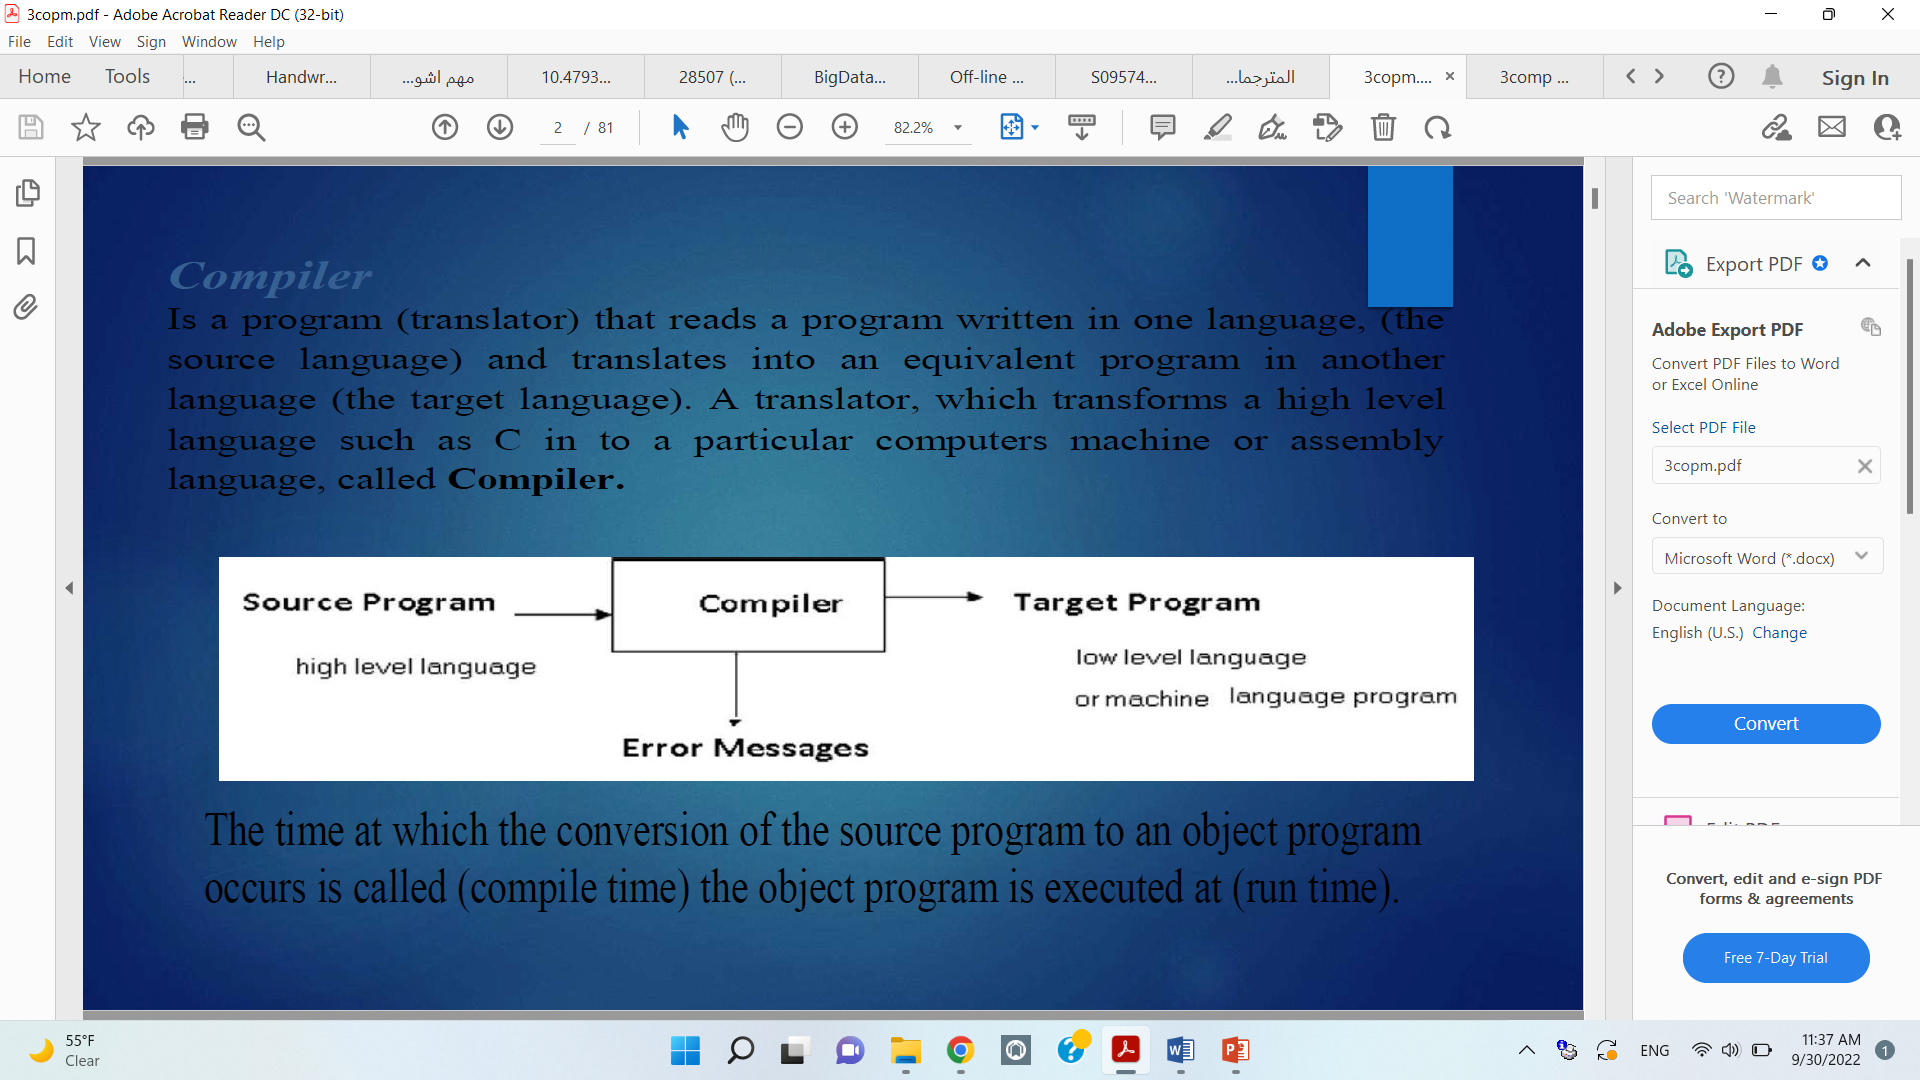 3copm.pdf - Adobe Acrobat Reader DC (32-bit)
File Edit View Sign Window Help
Home Tools ... Handwr... مهم اشو... 10.4793... 28507 (... BigData... Off-line ... S09574... المترجما... 3copm.... × 3comp ... Sign In
2 / 81 82.2%
Compiler
Is a program (translator) that reads a program written in one language, (the
source language) and translates into an equivalent program in another
language (the target language). A translator, which transforms a high level
language such as C in to a particular computers machine or assembly
language, called Compiler.
Source Program Compiler Target Program
high level language
low level language
or machine language program
Error Messages
The time at which the conversion of the source program to an object program
occurs is called (compile time) the object program is executed at (run time).
Search 'Watermark'
Export PDF
Adobe Export PDF
Convert PDF Files to Word
or Excel Online
Select PDF File
3copm.pdf
Convert to
Microsoft Word (*.docx)
Document Language:
English (U.S.) Change
Convert
Edit PDF
Convert, edit and e-sign PDF
forms & agreements
Free 7-Day Trial
55°F
Clear
ENG
11:37 AM
9/30/2022
1